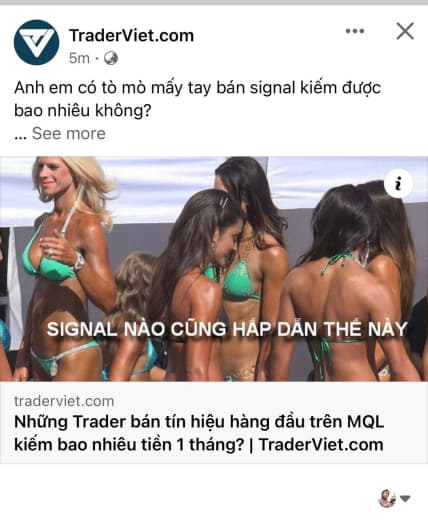 TraderViet.com
5m ·
Anh em có tò mò mấy tay bán signal kiếm được
bao nhiêu không?
... See more
i
SIGNAL NÀO CŨNG HẤP DẪN THẾ NÀY
traderviet.com
Những Trader bán tín hiệu hàng đầu trên MQL
kiếm bao nhiêu tiền 1 tháng? | TraderViet.com